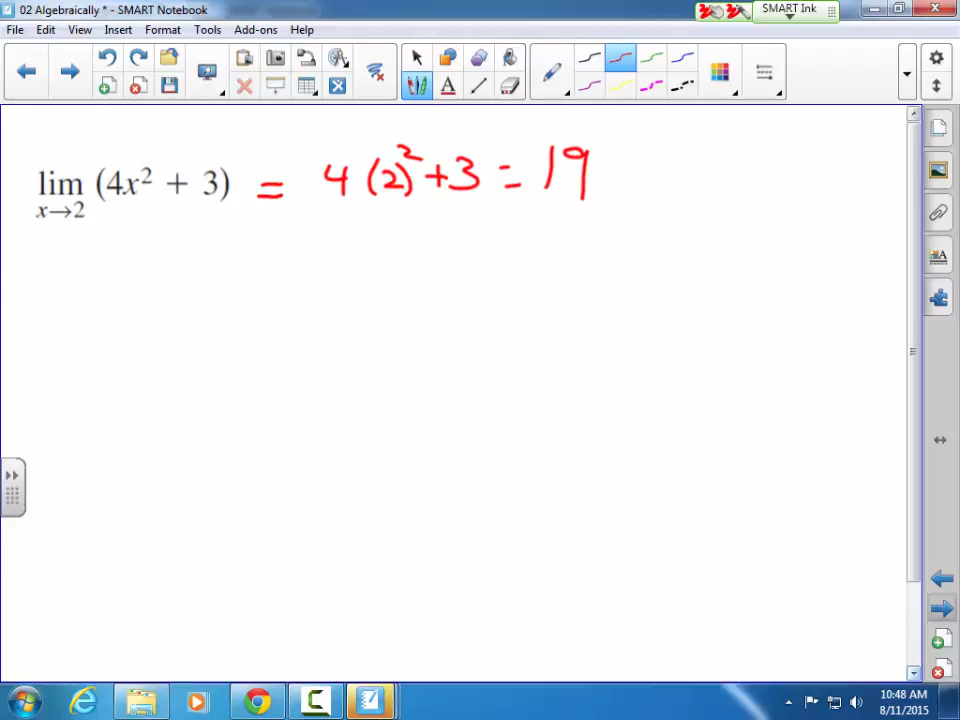 02 Algebraically * - SMART Notebook
SMART Ink
File Edit View Insert Format Tools Add-ons Help
lim (4x² + 3) = 4 (2)² + 3 = 19
x→2
10:48 AM
8/11/2015